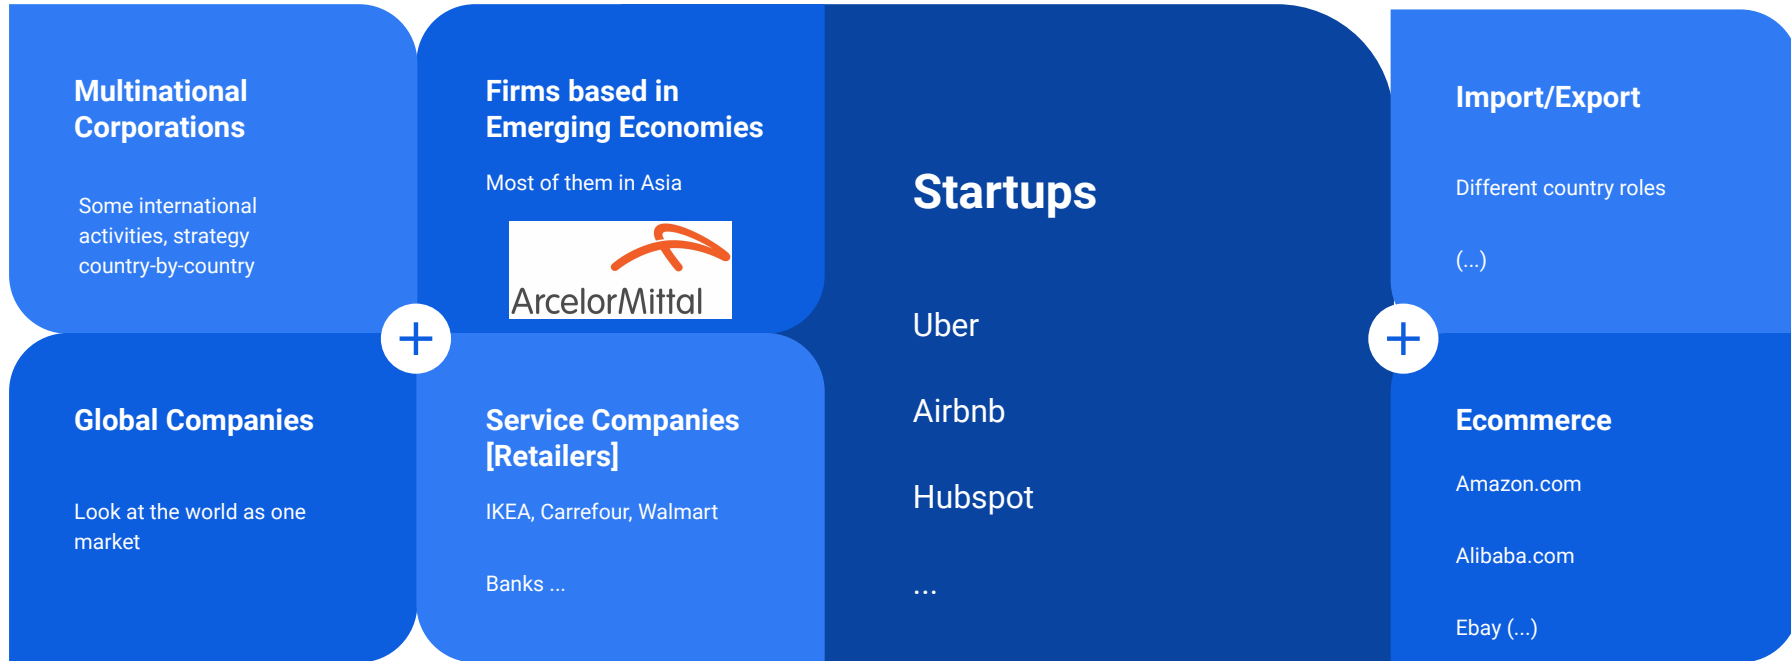 Multinational
Corporations
Some international
activities, strategy
country-by-country
Firms based in
Emerging Economies
Most of them in Asia
ArcelorMittal
Global Companies
Look at the world as one
market
Service Companies
[Retailers]
IKEA, Carrefour, Walmart
Banks ...
Startups
Uber
Airbnb
Hubspot
...
Import/Export
Different country roles
(...)
Ecommerce
Amazon.com
Alibaba.com
Ebay (...)